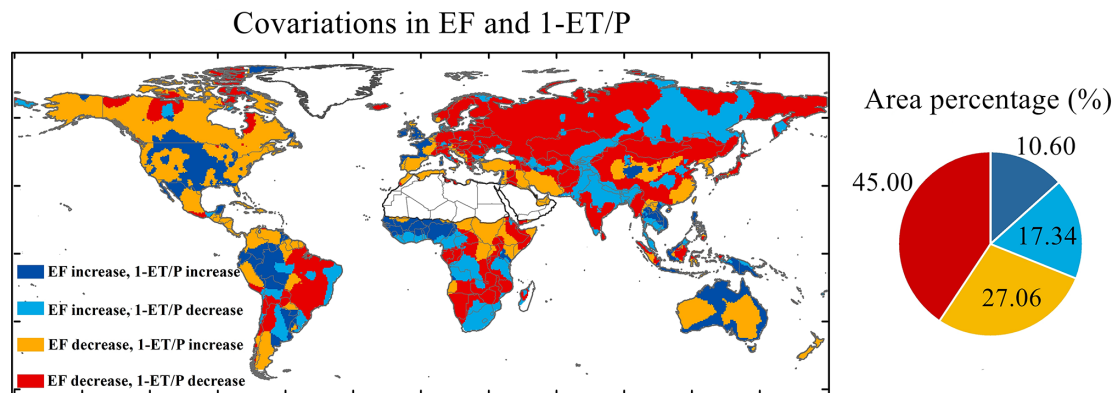 Covariations in EF and 1-ET/P
EF increase, 1-ET/P increase
EF increase, 1-ET/P decrease
EF decrease, 1-ET/P increase
EF decrease, 1-ET/P decrease
Area percentage (%)
10.60
45.00
17.34
27.06